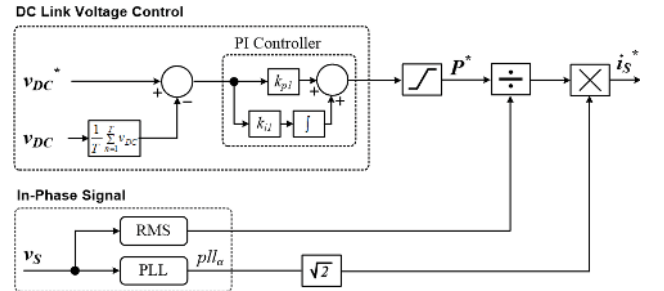 DC Link Voltage Control
PI Controller
v_DC*
+
−
k_p1
+
+
P*
÷
×
i_S*
k_i1
∫
v_DC
1/T ∑_{n=1}^{T} v_DC
In-Phase Signal
RMS
v_S
PLL
pll_α
√2